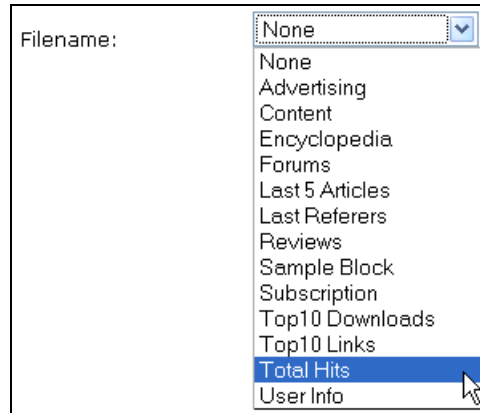 Filename:
None
None
Advertising
Content
Encyclopedia
Forums
Last 5 Articles
Last Referers
Reviews
Sample Block
Subscription
Top10 Downloads
Top10 Links
Total Hits
User Info